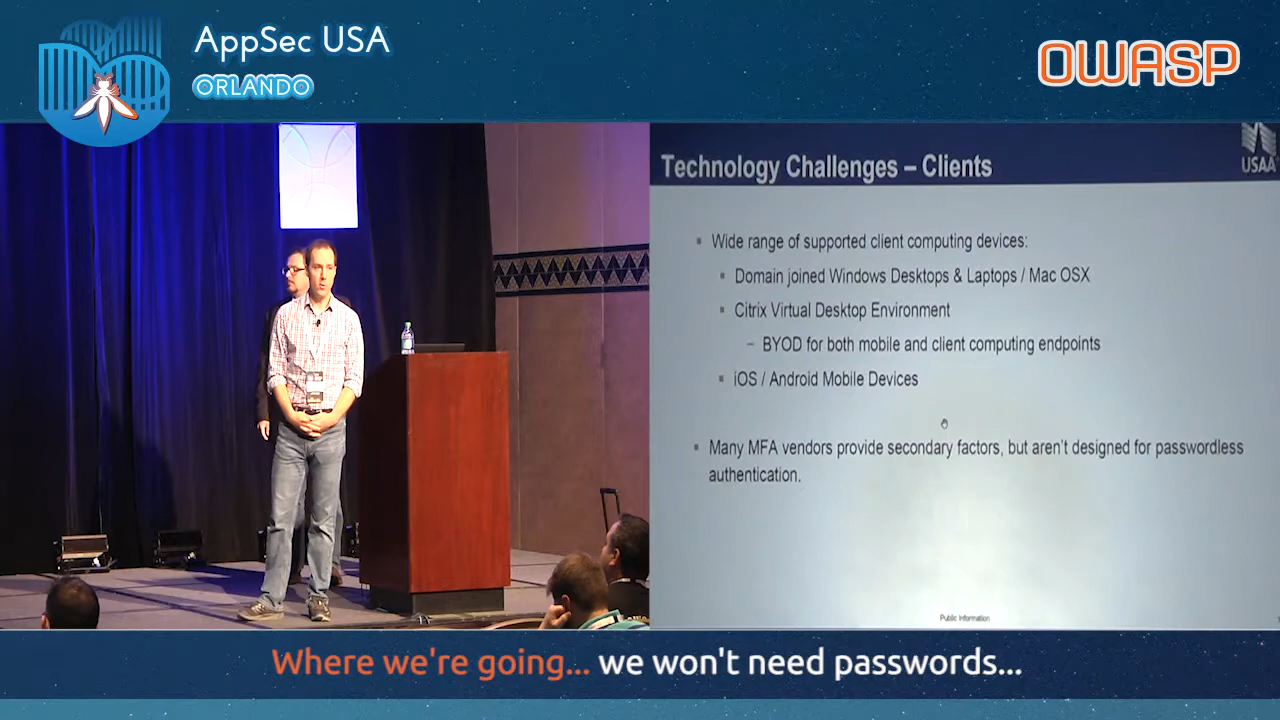 AppSec USA
ORLANDO
OWASP
Technology Challenges – Clients
USAA
Wide range of supported client computing devices:
Domain joined Windows Desktops & Laptops / Mac OSX
Citrix Virtual Desktop Environment
– BYOD for both mobile and client computing endpoints
iOS / Android Mobile Devices
Many MFA vendors provide secondary factors, but aren't designed for passwordless
authentication.
Public Information
Where we're going... we won't need passwords...